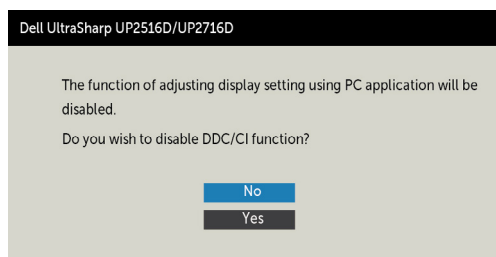 Dell UltraSharp UP2516D/UP2716D
The function of adjusting display setting using PC application will be
disabled.
Do you wish to disable DDC/CI function?
No
Yes